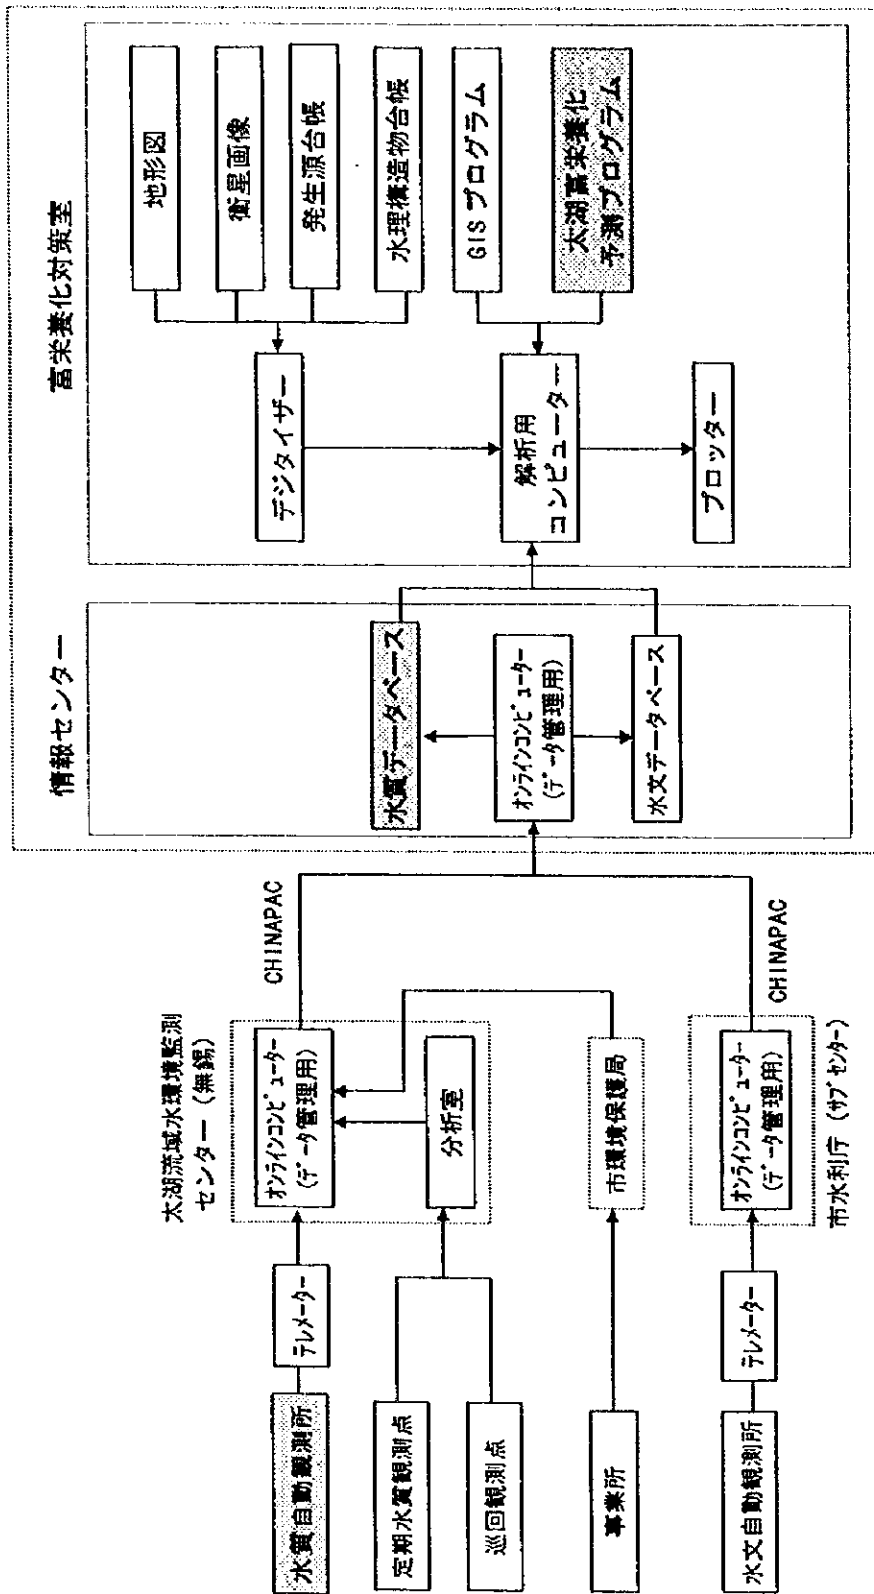 水質自動観測所
定期水質観測点
巡回観測点
事業所
水文自動観測所
テレメーター
テレメーター
太湖流域水環境監測
センター（無錫）
オンラインコンピューター
(データ管理用)
分析室
市環境保護局
オンラインコンピューター
(データ管理用)
市水利庁（サブセンター）
CHINAPAC
CHINAPAC
情報センター
水質データベース
オンラインコンピューター
(データ管理用)
水文データベース
富栄養化対策室
デジタイザー
解析用
コンピューター
プロッター
地形図
衛星画像
発生源台帳
水理構造物台帳
GISプログラム
太湖富栄養化
予測プログラム